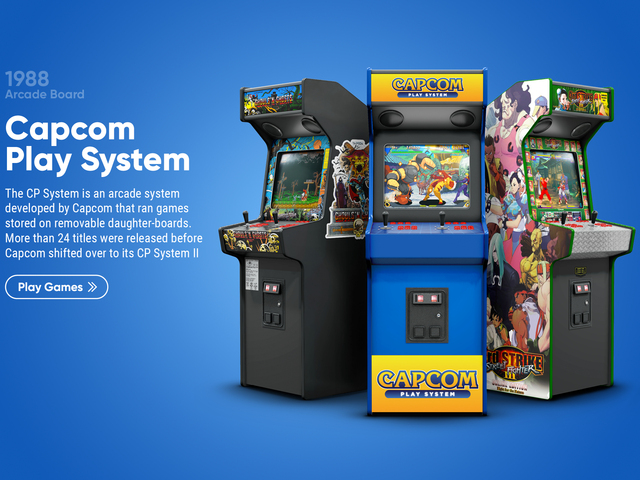 1988
Arcade Board
Capcom
Play System
The CP System is an arcade system
developed by Capcom that ran games
stored on removable daughter-boards.
More than 24 titles were released before
Capcom shifted over to its CP System II
Play Games
CAPCOM
PLAY SYSTEM
CAPCOM
PLAY SYSTEM
STRIKE
STREET FIGHTER
III